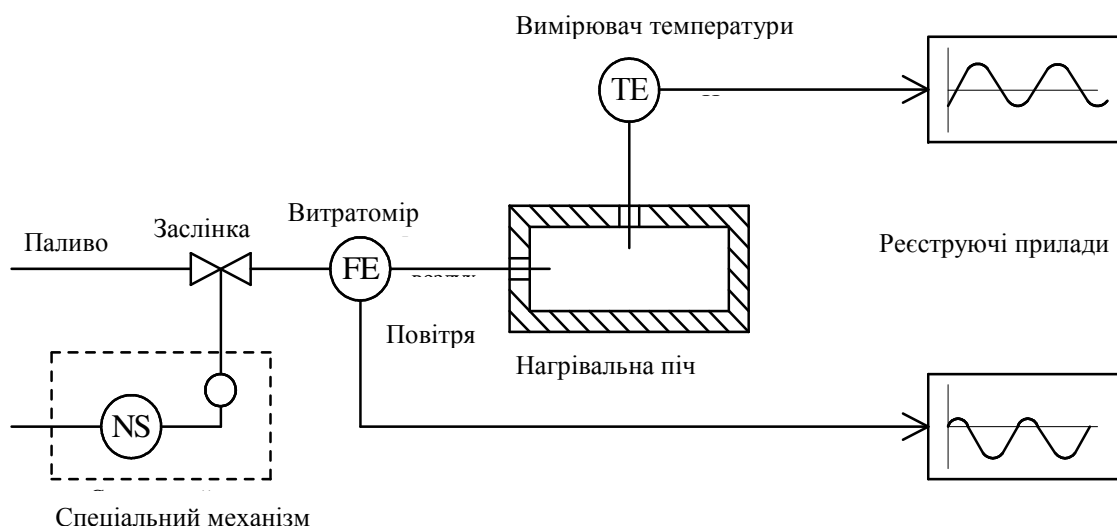 Вимірювач температури
TE
Заслінка
Витратомір
Паливо
Реєструючі прилади
FE
Повітря
Нагрівальна піч
NS
Спеціальний механізм